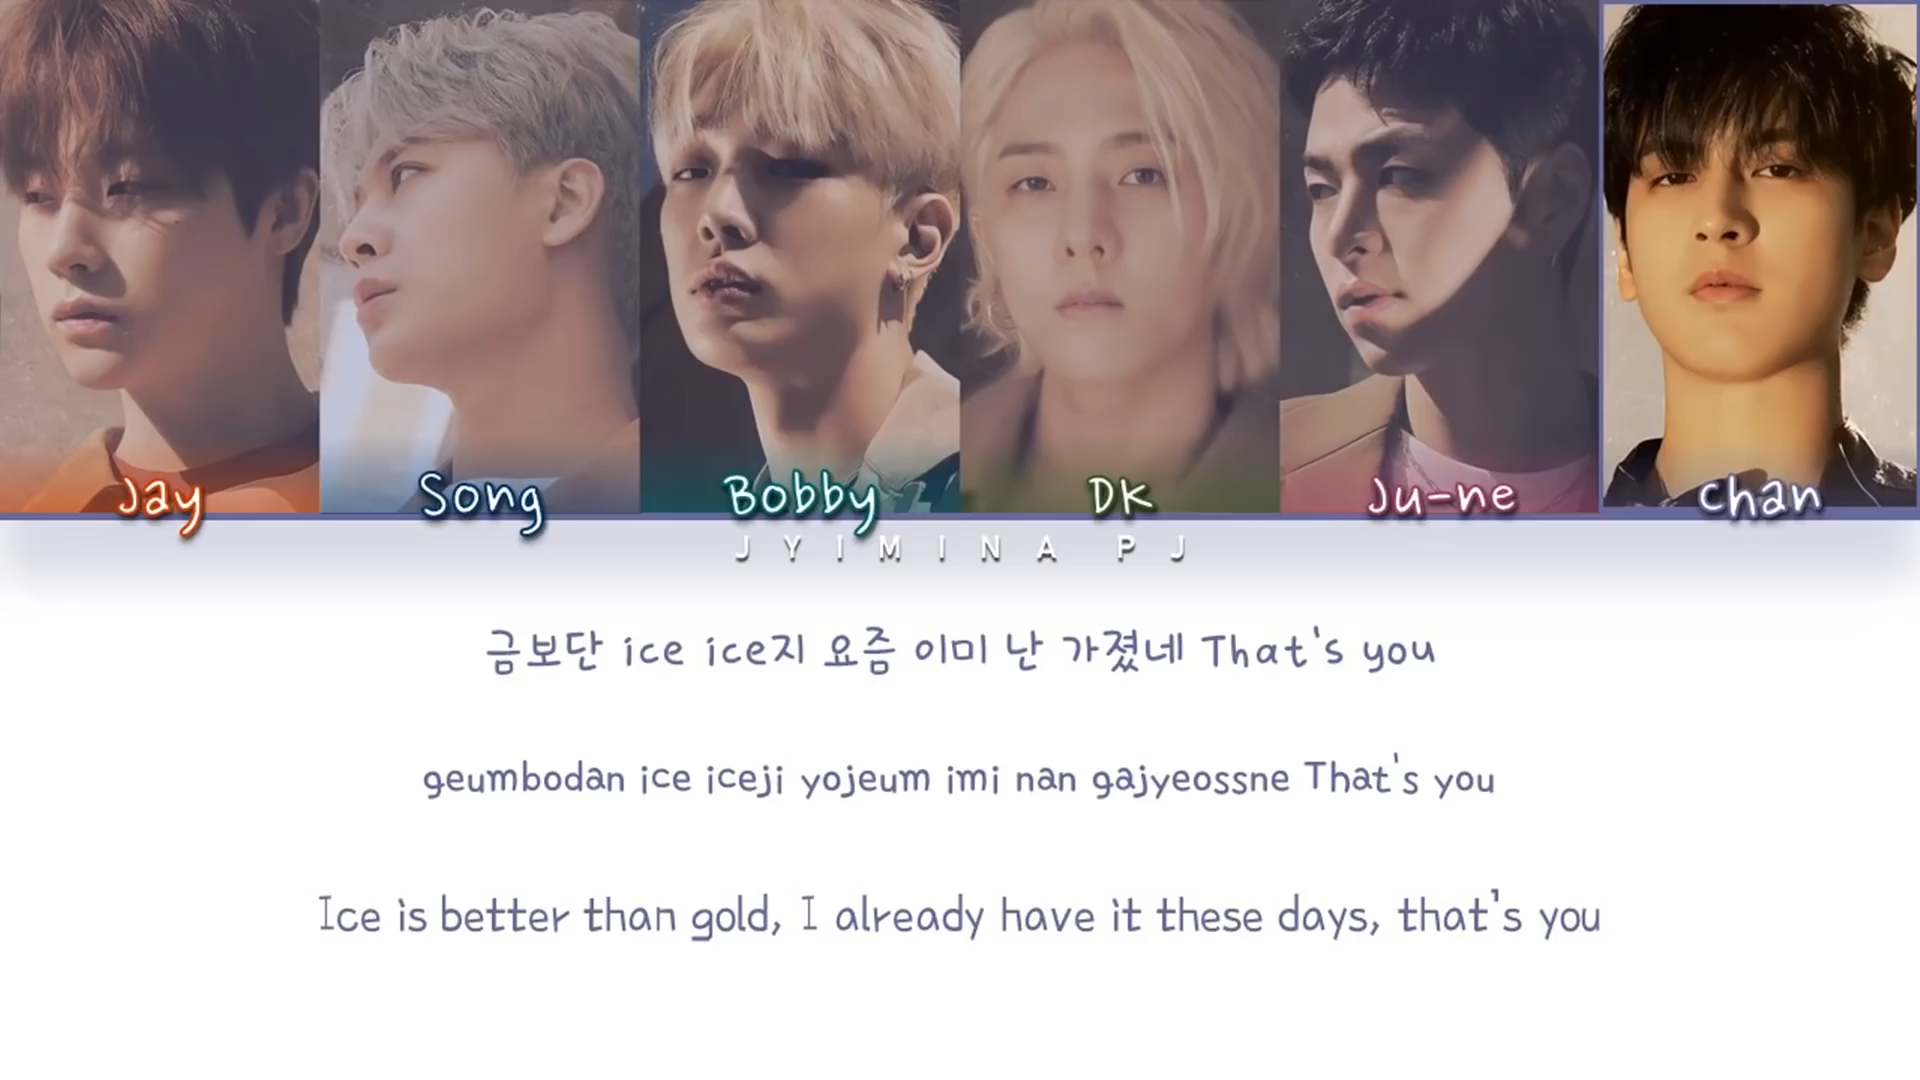 Jay Song Bobby DK Ju-ne Chan
JYIMINA PJ
금보단 ice ice지 요즘 이미 난 가졌네 That's you
geumbodan ice iceji yojeum imi nan gajyeossne That's you
Ice is better than gold, I already have it these days, that's you